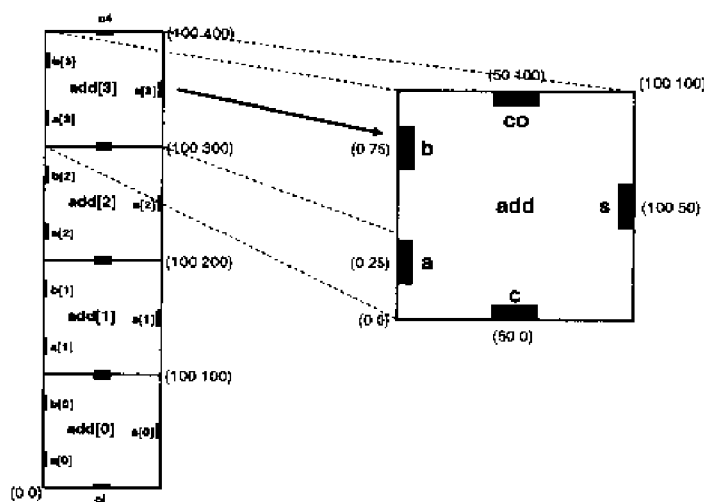 (100 400)
b[3]
add[3]
s[3]
a[3]
(100 300)
b[2]
add[2]
s[2]
a[2]
(100 200)
b[1]
add[1]
s[1]
a[1]
(100 100)
b[0]
add[0]
s[0]
a[0]
(0 0)
(50 100)
(100 100)
co
(0 75)
b
add
s
(100 50)
(0 25)
a
c
(0 0)
(50 0)